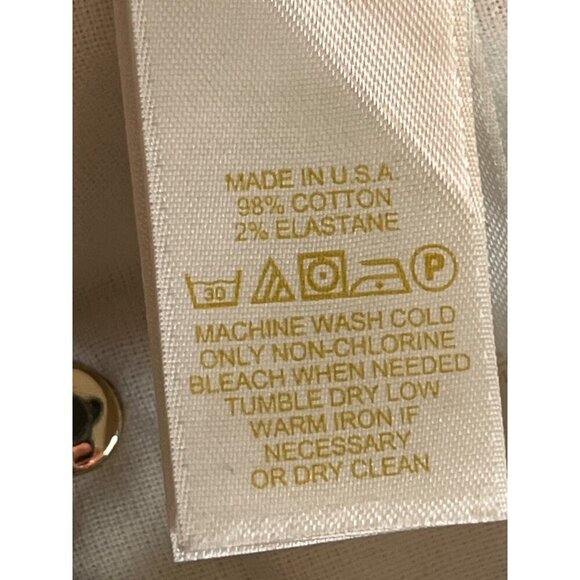 MADE IN U.S.A.
98% COTTON
2% ELASTANE
30 P
MACHINE WASH COLD
ONLY NON-CHLORINE
BLEACH WHEN NEEDED
TUMBLE DRY LOW
WARM IRON IF
NECESSARY
OR DRY CLEAN